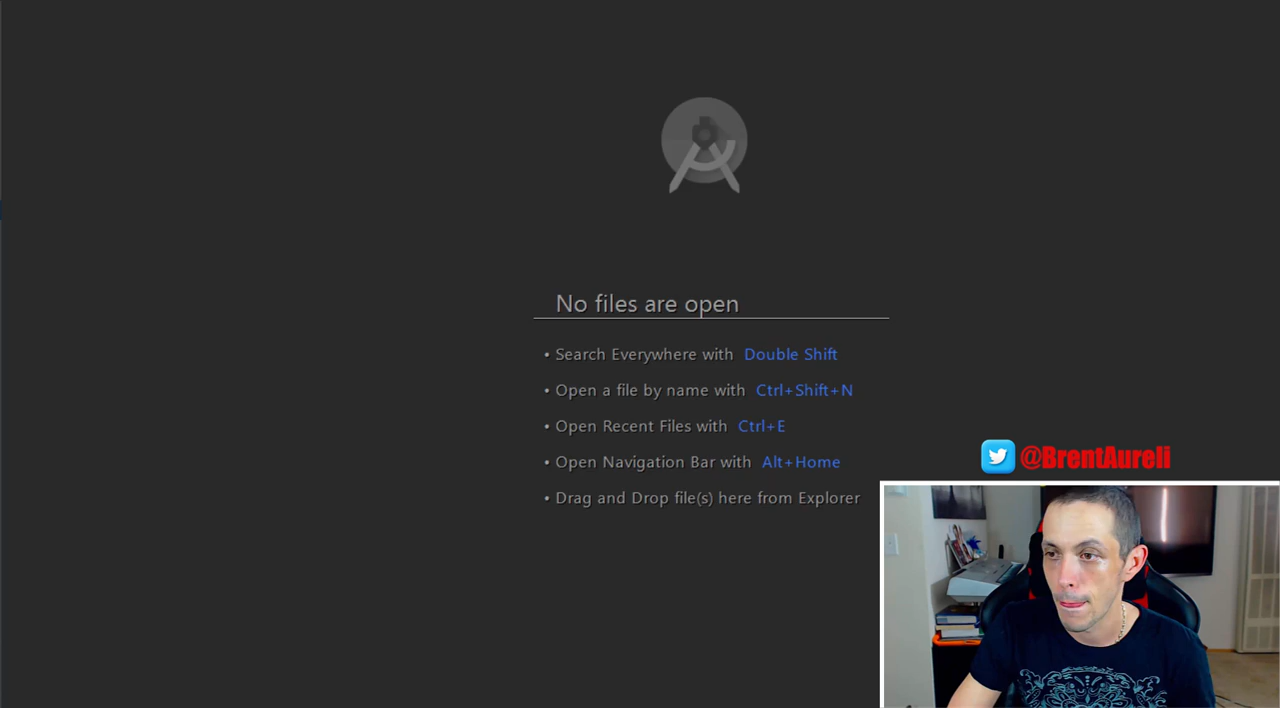 No files are open
• Search Everywhere with Double Shift
• Open a file by name with Ctrl+Shift+N
• Open Recent Files with Ctrl+E
• Open Navigation Bar with Alt+Home
• Drag and Drop file(s) here from Explorer
@BrentAureli